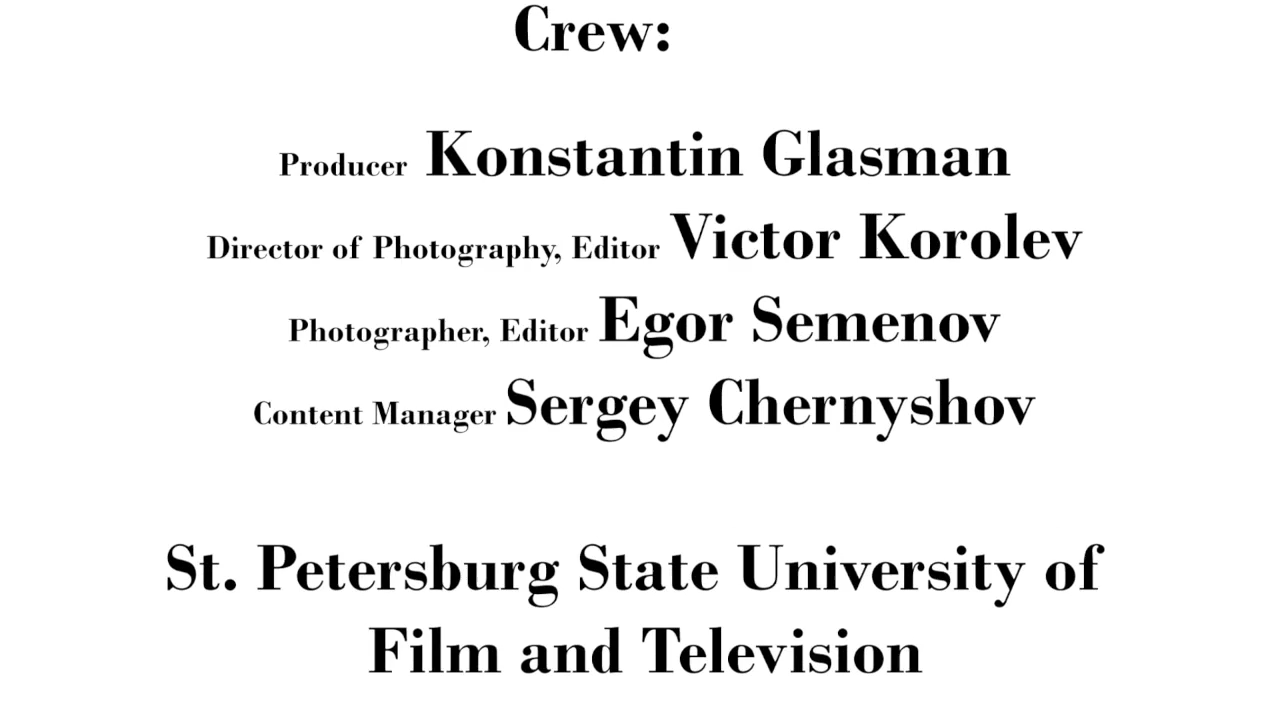 Crew:
Producer Konstantin Glasman
Director of Photography, Editor Victor Korolev
Photographer, Editor Egor Semenov
Content Manager Sergey Chernyshov
St. Petersburg State University of
Film and Television